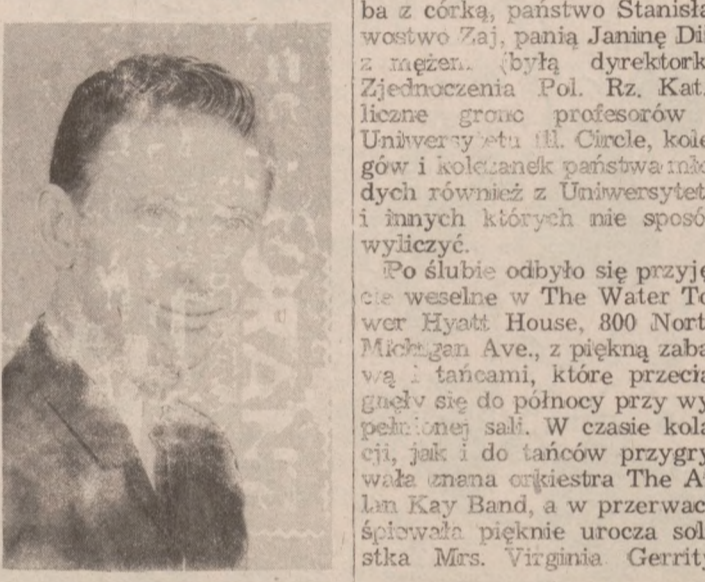 ba z córką, państwo Stanisła
wostwo Zaj, panią Janinę Di
z mężem (byłą dyrektork
Zjednoczenia Pol. Rz. Kat.
liczne grono profesorów
Uniwersytetu Ill. Circle, kole
gów i koleżanek państwa mło
dych również z Uniwersytet
i innych których nie sposó
wyliczyć.
Po ślubie odbyło się przyję
cie weselne w The Water To
wer Hyatt House, 800 Nort
Michigan Ave., z piękną zaba
wą i tańcami, które przecią
gnęły się do północy przy wy
pełnionej sali. W czasie kola
cji, jak i do tańców przygry
wała znana orkiestra The A
lan Kay Band, a w przerwac
śpiewała pięknie urocza sol
stka Mrs. Virginia Gerrity